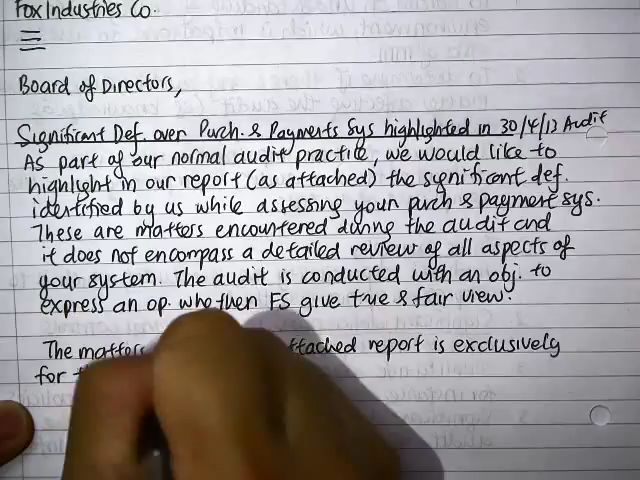 Fox Industries Co.
Board of Directors,
Significant Def. over Purch. & Payments Sys highlighted in 30/4/13 Audit
As part of our normal audit practice, we would like to
highlight in our report (as attached) the significant def.
identified by us while assessing your purch & payment sys.
These are matters encountered during the audit and
it does not encompass a detailed review of all aspects of
your system. The audit is conducted with an obj. to
express an op. whether FS give true & fair view.
The matters ttached report is exclusively
for